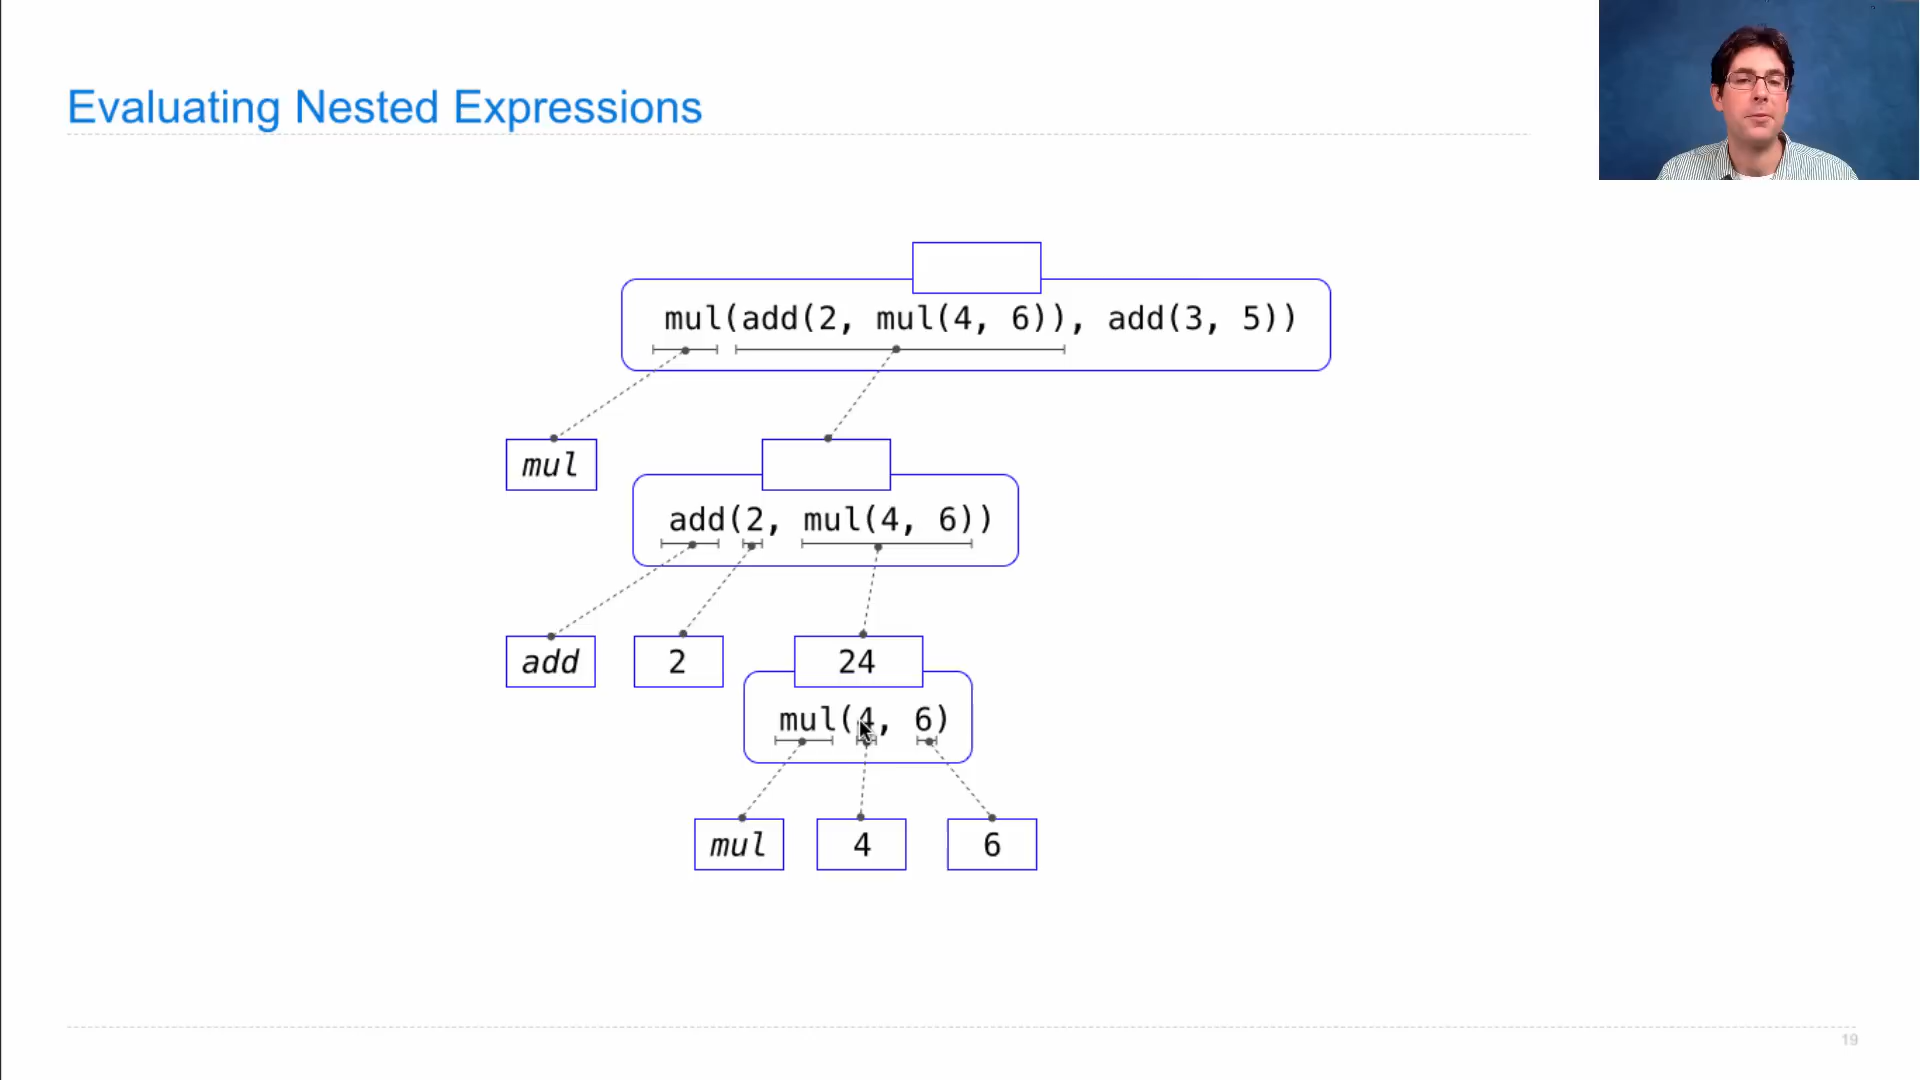 Evaluating Nested Expressions
mul(add(2, mul(4, 6)), add(3, 5))
mul
add(2, mul(4, 6))
add 2 24
mul(4, 6)
mul 4 6
19